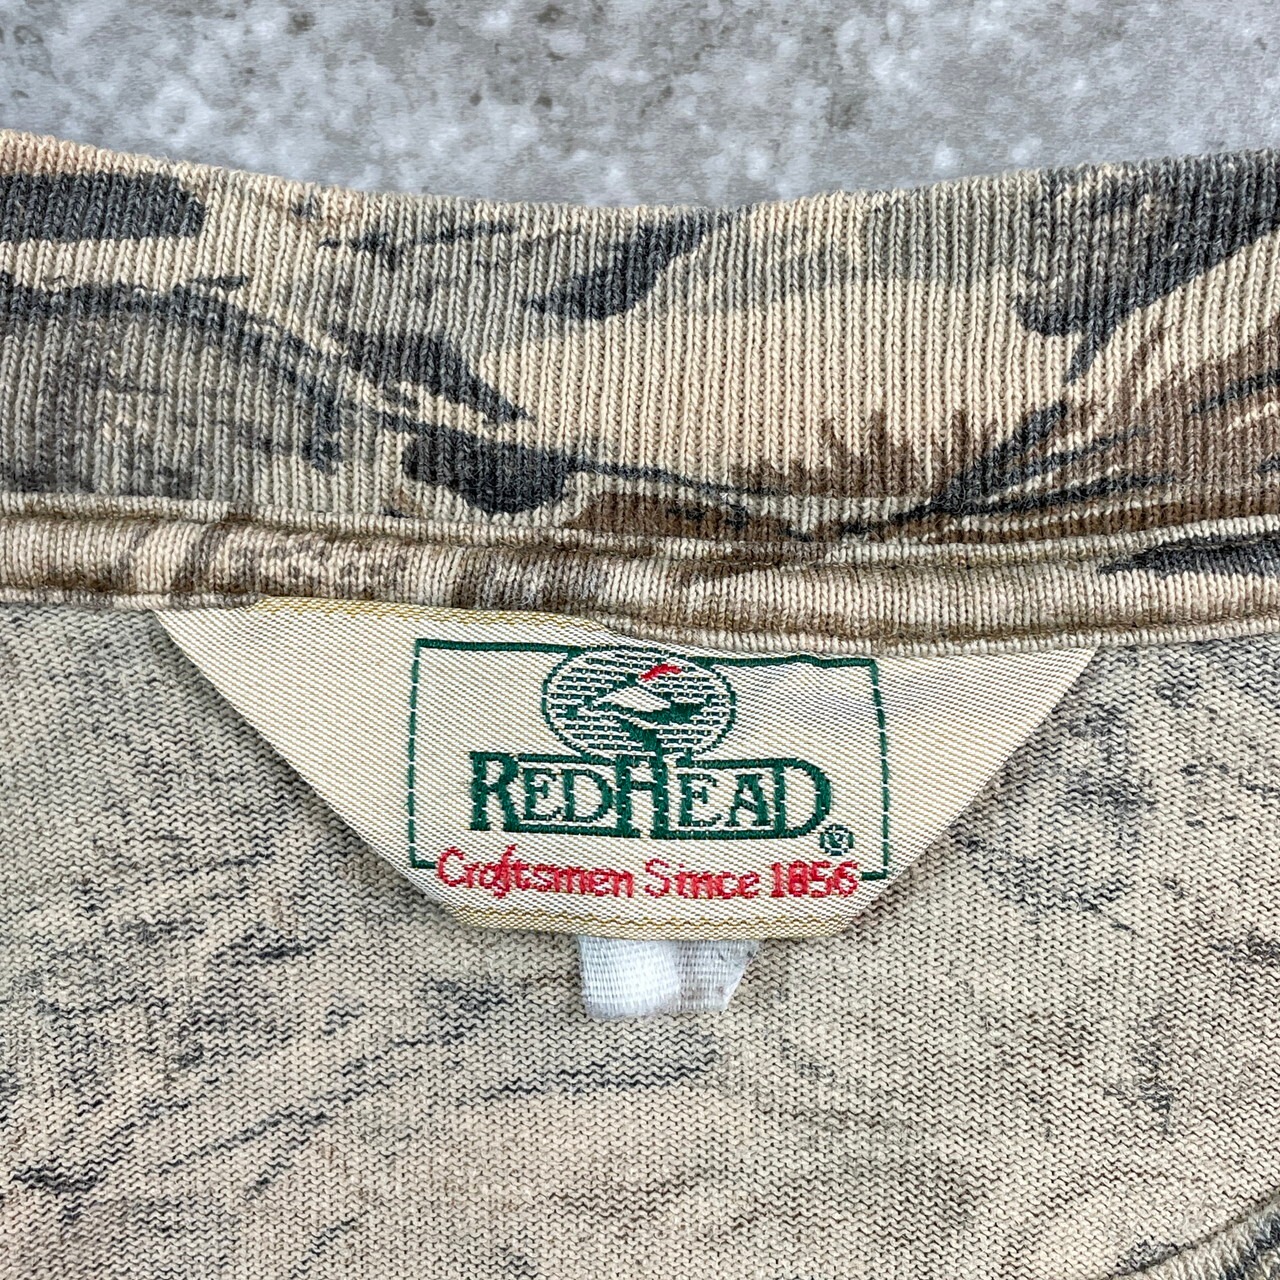 REDHEAD®
Craftsmen Since 1856